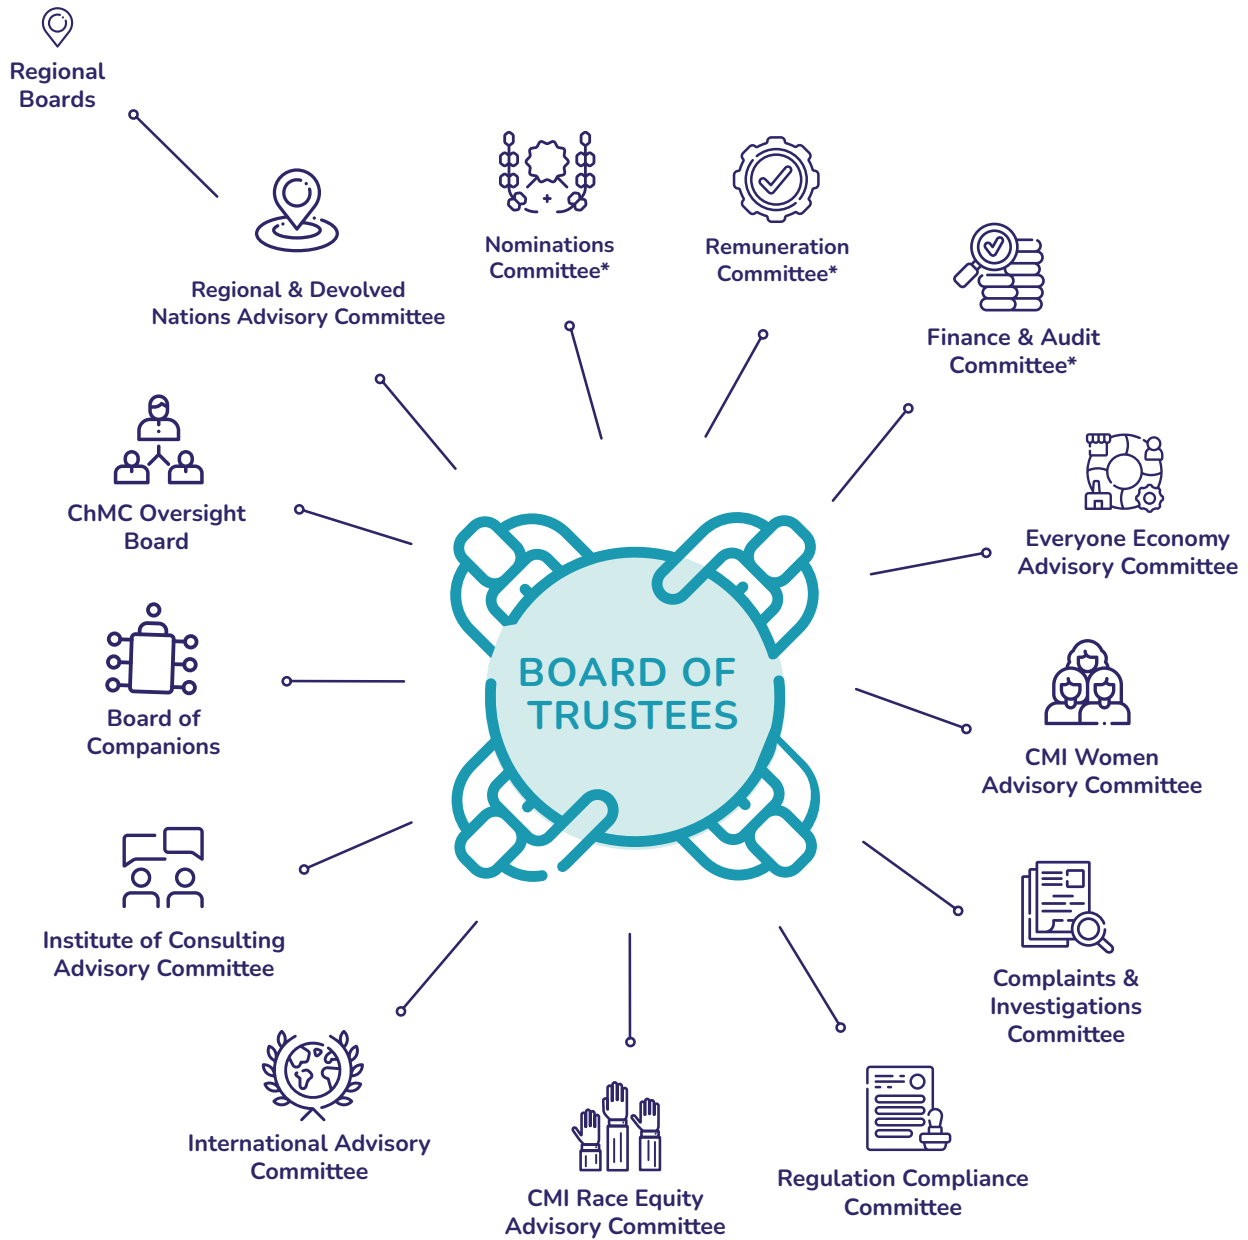 Regional
Boards
Regional & Devolved
Nations Advisory Committee
Nominations
Committee*
Remuneration
Committee*
Finance & Audit
Committee*
Everyone Economy
Advisory Committee
CMI Women
Advisory Committee
Complaints &
Investigations
Committee
Regulation Compliance
Committee
CMI Race Equity
Advisory Committee
International Advisory
Committee
Institute of Consulting
Advisory Committee
Board of
Companions
ChMC Oversight
Board
BOARD OF
TRUSTEES